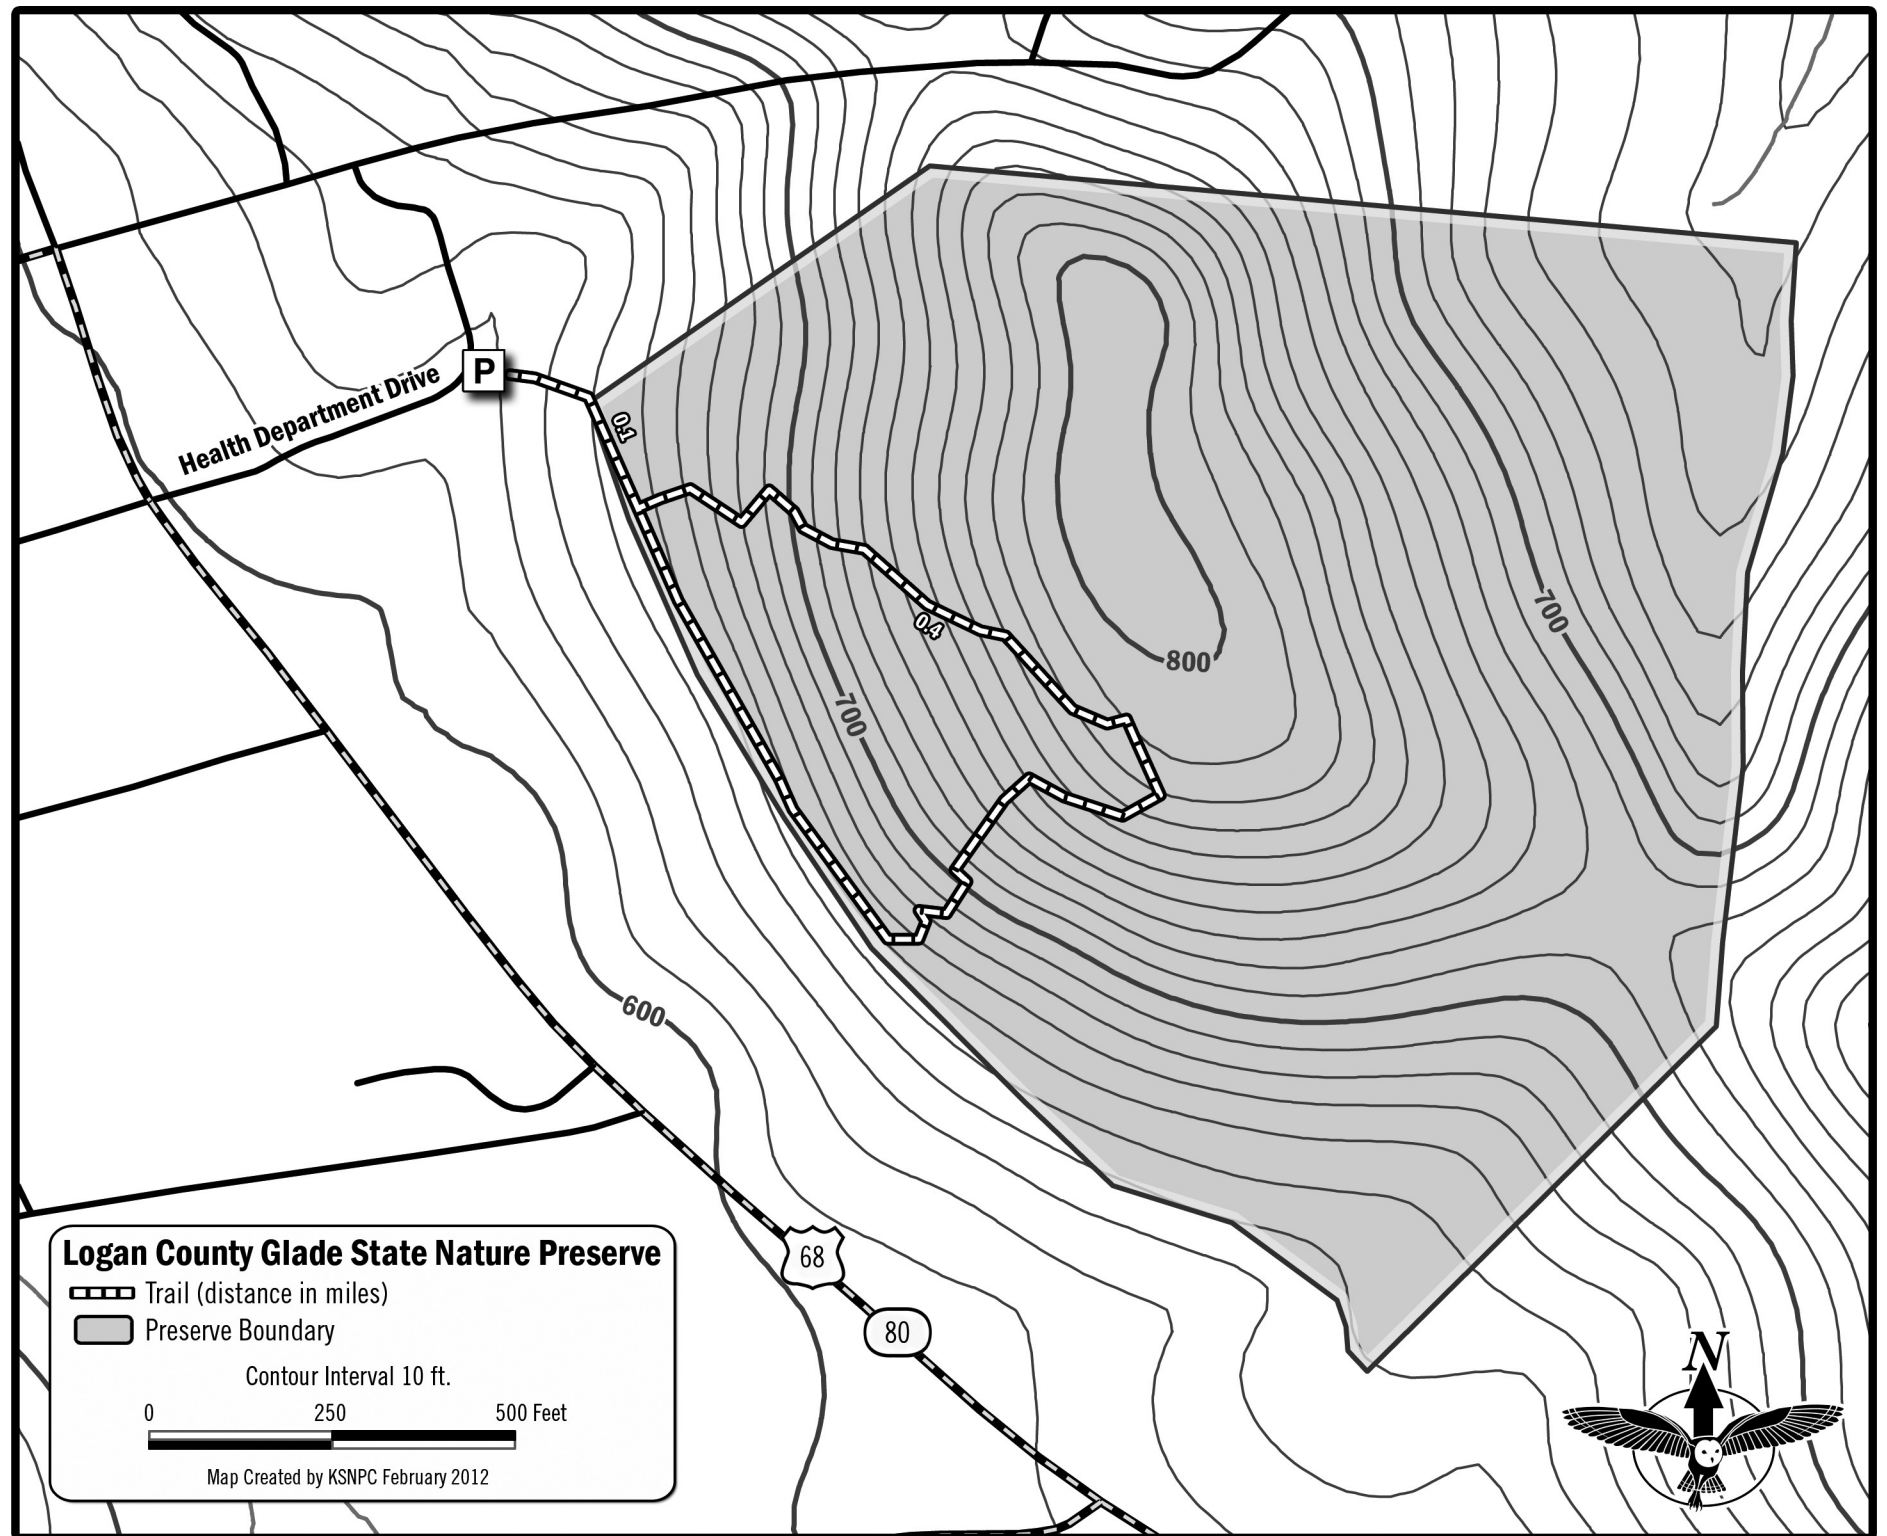 P
Health Department Drive
0.1
0.4
700
800
700
600
68
80
Logan County Glade State Nature Preserve
Trail (distance in miles)
Preserve Boundary
Contour Interval 10 ft.
0 250 500 Feet
Map Created by KSNPC February 2012
N